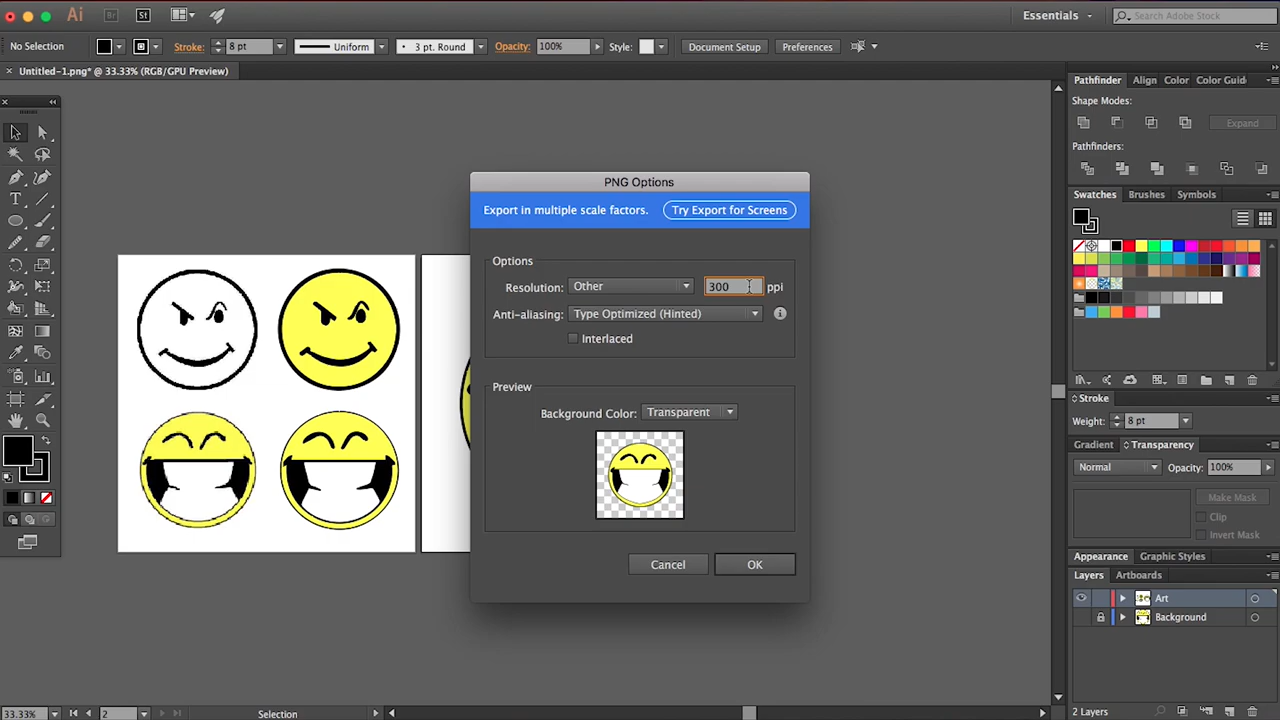 Ai Br St Essentials Search Adobe Stock
No Selection Stroke: 8 pt Uniform 3 pt. Round Opacity: 100% Style: Document Setup Preferences
× Untitled-1.png* @ 33.33% (RGB/GPU Preview)
Pathfinder Align Color Color Guid
Shape Modes:
Expand
Pathfinders:
Swatches Brushes Symbols
PNG Options
Export in multiple scale factors. Try Export for Screens
Options
Resolution: Other 300 ppi
Anti-aliasing: Type Optimized (Hinted)
Interlaced
Preview
Background Color: Transparent
Cancel OK
Stroke
Weight: 8 pt
Gradient Transparency
Normal Opacity: 100%
Make Mask
Clip
Invert Mask
Appearance Graphic Styles
Layers Artboards
Art
Background
2 Layers
33.33% 2 Selection